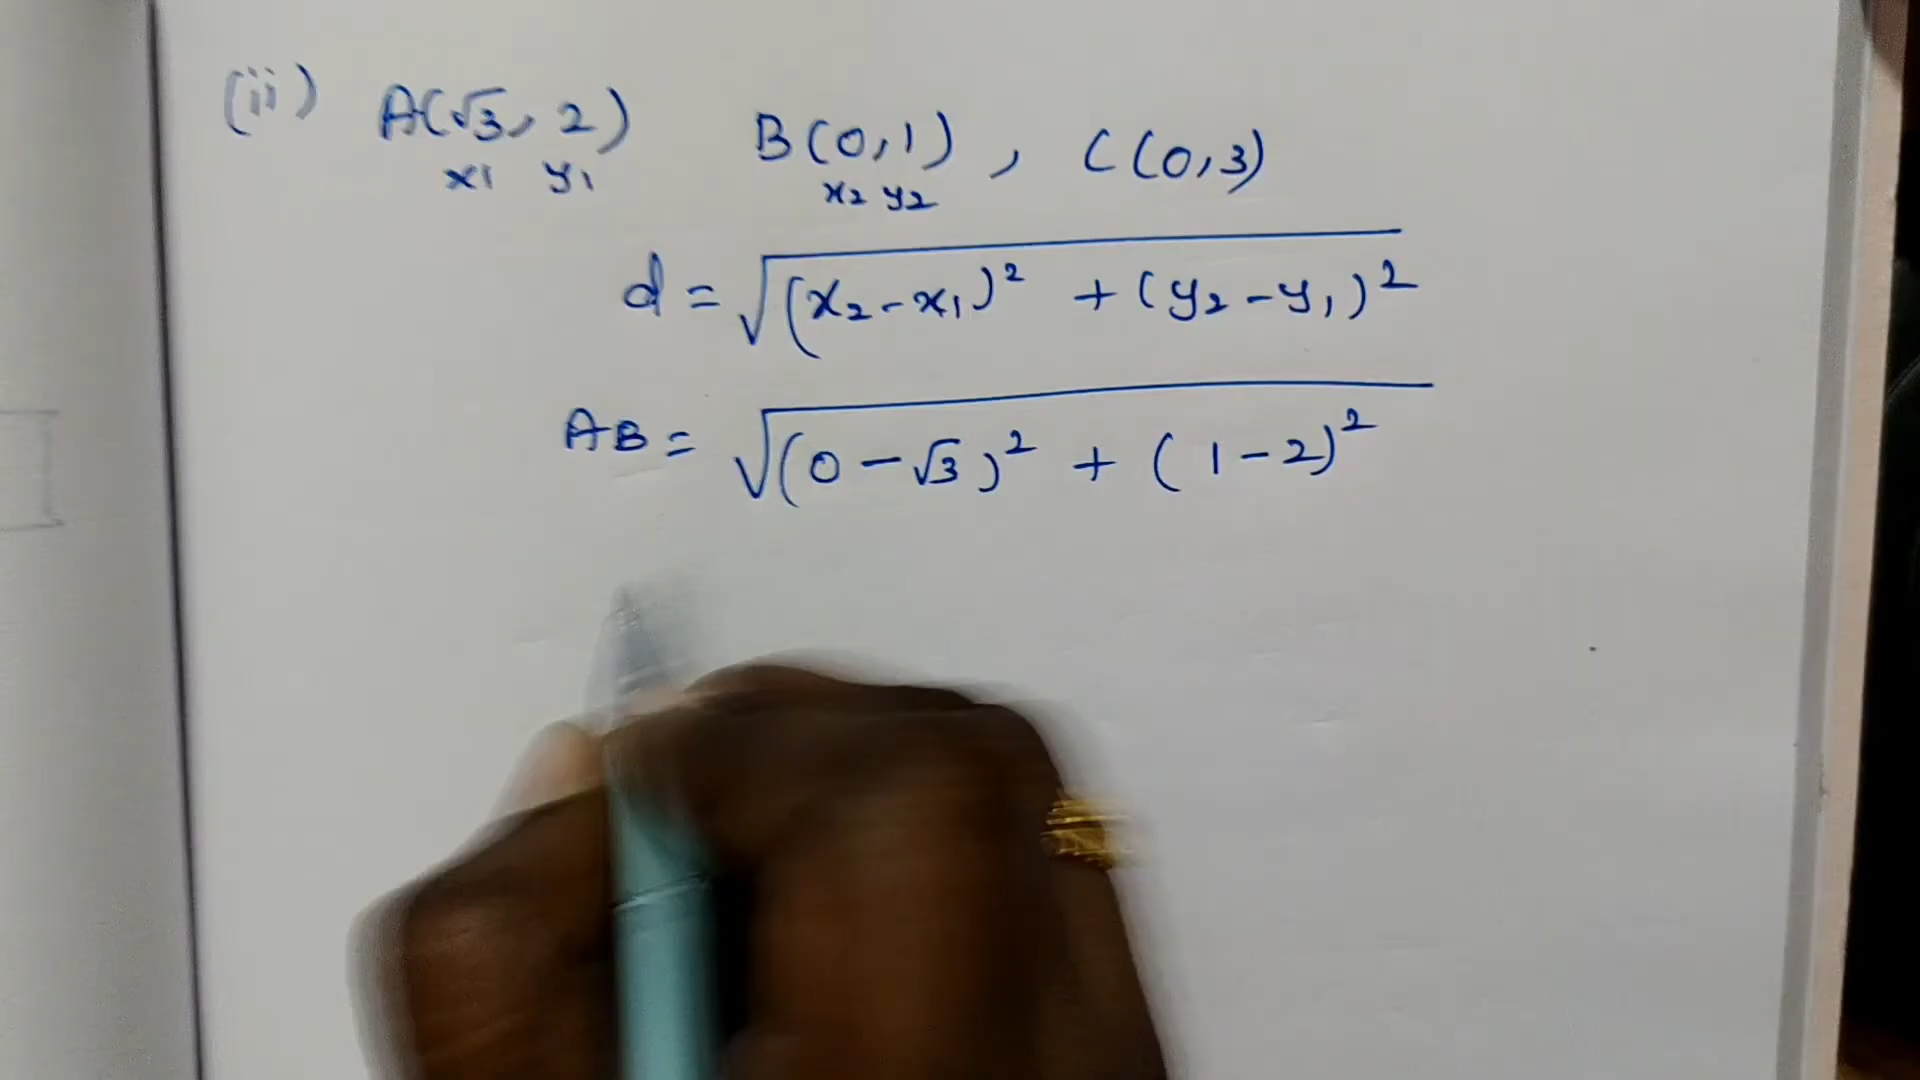 (ii) A(√3, 2) B(0,1), C(0,3)
x1 y1 x2 y2
d = √(x₂-x₁)² + (y₂-y₁)²
AB = √(0-√3)² + (1-2)²